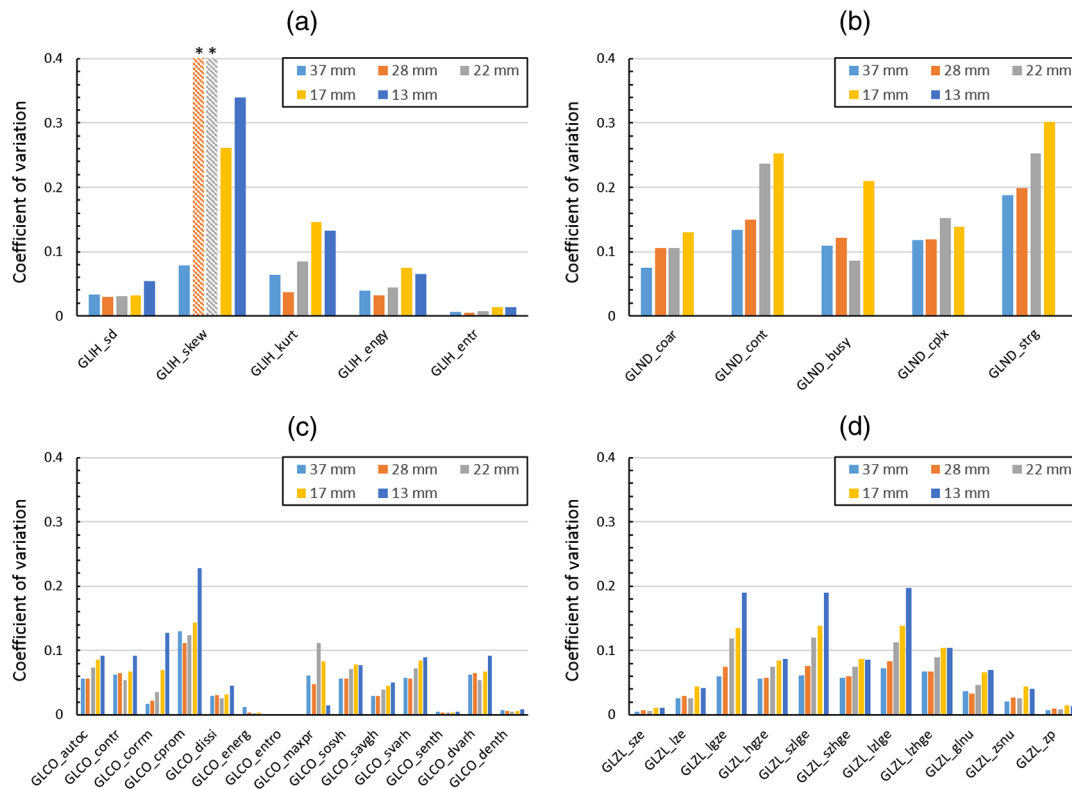 (a)
* *
0.4
0.3
0.2
0.1
0
Coefficient of variation
37 mm 28 mm 22 mm
17 mm 13 mm
GLIH_sd
GLIH_skew
GLIH_kurt
GLIH_engy
GLIH_entr
(b)
0.4
0.3
0.2
0.1
0
Coefficient of variation
37 mm 28 mm 22 mm
17 mm 13 mm
GLND_coar
GLND_cont
GLND_busy
GLND_cplx
GLND_strg
(c)
0.4
0.3
0.2
0.1
0
Coefficient of variation
37 mm 28 mm 22 mm
17 mm 13 mm
GLCO_autoc
GLCO_contr
GLCO_corrm
GLCO_cprom
GLCO_dissi
GLCO_energ
GLCO_entro
GLCO_maxpr
GLCO_sosvh
GLCO_savgh
GLCO_svarh
GLCO_senth
GLCO_dvarh
GLCO_denth
(d)
0.4
0.3
0.2
0.1
0
Coefficient of variation
37 mm 28 mm 22 mm
17 mm 13 mm
GLZL_sze
GLZL_lze
GLZL_lgze
GLZL_hgze
GLZL_szlge
GLZL_szhge
GLZL_lzlge
GLZL_lzhge
GLZL_glnu
GLZL_zsnu
GLZL_zp